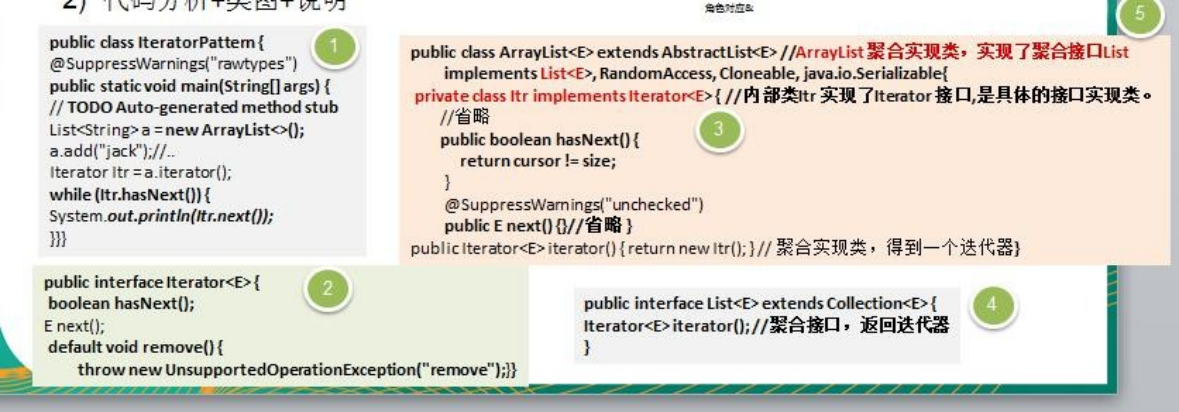 2) 代码分析+类图+说明
角色对应&
5
public class IteratorPattern {
1
@SuppressWarnings("rawtypes")
public static void main(String[] args) {
// TODO Auto-generated method stub
List<String> a = new ArrayList<>();
a.add("jack");//..
Iterator Itr = a.iterator();
while (Itr.hasNext()) {
System.out.println(Itr.next());
}}}
public class ArrayList<E> extends AbstractList<E> //ArrayList 聚合实现类，实现了聚合接口List
implements List<E>, RandomAccess, Cloneable, java.io.Serializable{
private class Itr implements Iterator<E> { //内部类Itr 实现了Iterator 接口,是具体的接口实现类。
//省略
3
public boolean hasNext() {
return cursor != size;
}
@SuppressWarnings("unchecked")
public E next() {}//省略 }
public Iterator<E> iterator() { return new Itr(); } // 聚合实现类，得到一个迭代器}
public interface Iterator<E> {
2
boolean hasNext();
E next();
default void remove() {
throw new UnsupportedOperationException("remove");}}
public interface List<E> extends Collection<E> {
4
Iterator<E> iterator();//聚合接口，返回迭代器
}